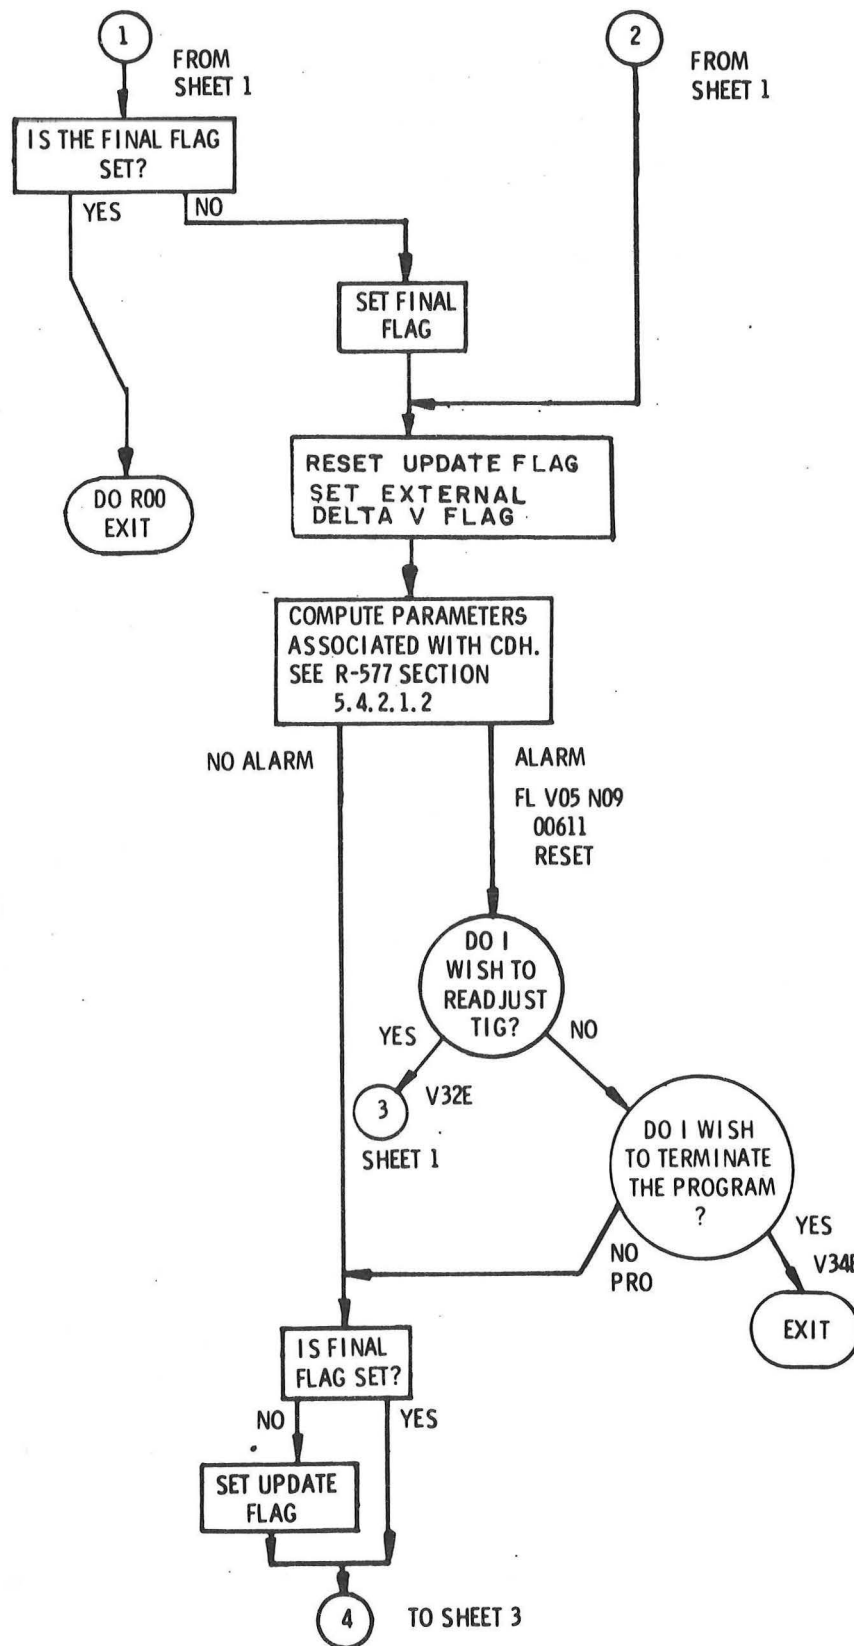 1
FROM
SHEET 1
2
FROM
SHEET 1
IS THE FINAL FLAG
SET?
YES
NO
SET FINAL
FLAG
DO R00
EXIT
RESET UPDATE FLAG
SET EXTERNAL
DELTA V FLAG
COMPUTE PARAMETERS
ASSOCIATED WITH CDH.
SEE R-577 SECTION
5.4.2.1.2
NO ALARM
ALARM
FL V05 N09
00611
RESET
DO I
WISH TO
READJUST
TIG?
YES
NO
V32E
3
SHEET 1
DO I WISH
TO TERMINATE
THE PROGRAM
?
NO
PRO
YES
V34E
EXIT
IS FINAL
FLAG SET?
NO
YES
SET UPDATE
FLAG
4
TO SHEET 3